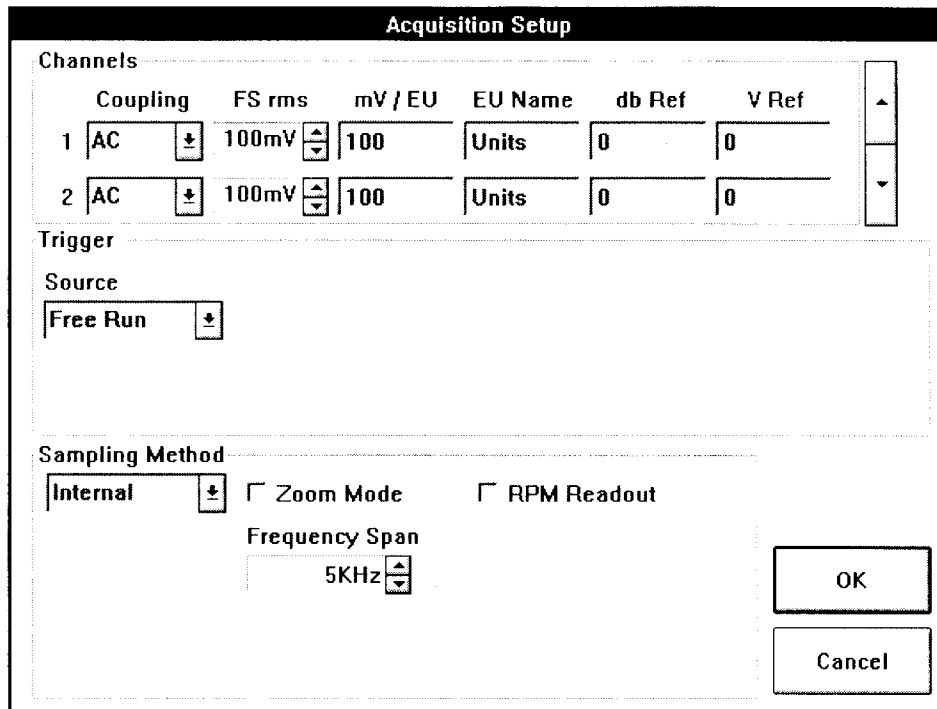 Acquisition Setup
Channels
Coupling FS rms mV / EU EU Name db Ref V Ref
1 AC 100mV 100 Units 0 0
2 AC 100mV 100 Units 0 0
Trigger
Source
Free Run
Sampling Method
Internal Zoom Mode RPM Readout
Frequency Span
5KHz
OK
Cancel